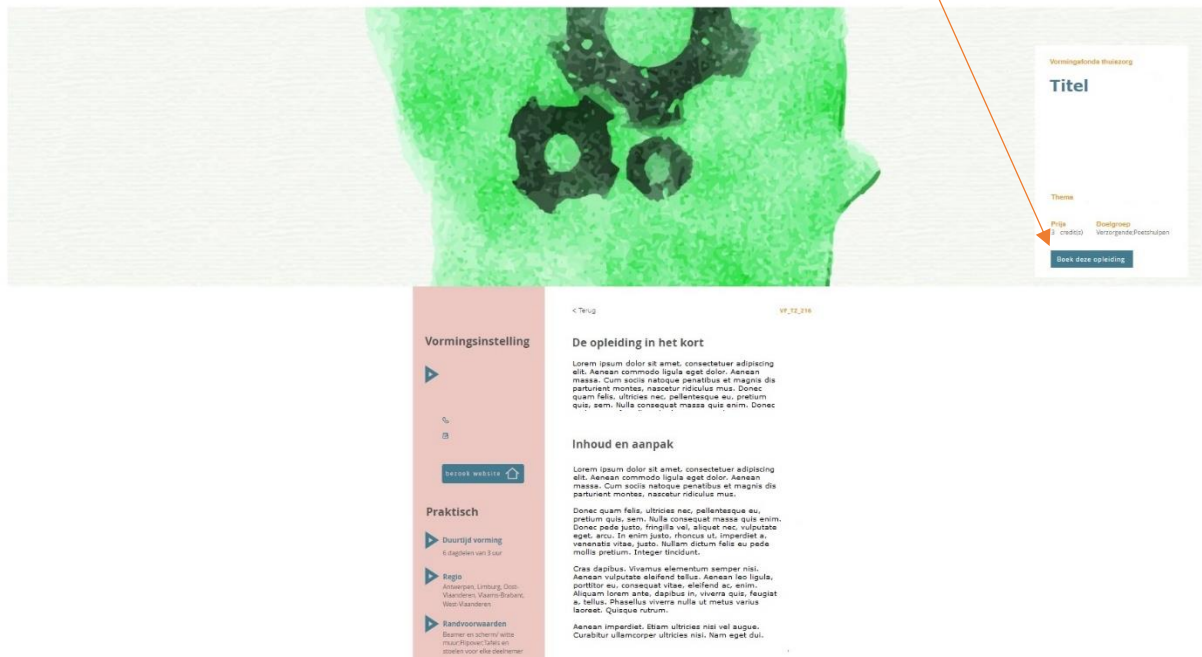 Vormingsfonds thuiszorg
Titel
Thema
Prijs
Doelgroep
credit(s)
Verzorgende;Poetshulpen
Boek deze opleiding
Vormingsinstelling
bezoek website
Praktisch
Duurtijd vorming
6 dagdelen van 3 uur
Regio
Antwerpen, Limburg, Oost-
Vlaanderen, Vlaams-Brabant,
West-Vlaanderen
Randvoorwaarden
Beamer en scherm/ witte
muur;Flipover;Tafels en
stoelen voor elke deelnemer
< Terug
VF_TZ_216
De opleiding in het kort
Lorem ipsum dolor sit amet, consectetuer adipiscing
elit. Aenean commodo ligula eget dolor. Aenean
massa. Cum sociis natoque penatibus et magnis dis
parturient montes, nascetur ridiculus mus. Donec
quam felis, ultricies nec, pellentesque eu, pretium
quis, sem. Nulla consequat massa quis enim. Donec
Inhoud en aanpak
Lorem ipsum dolor sit amet, consectetuer adipiscing
elit. Aenean commodo ligula eget dolor. Aenean
massa. Cum sociis natoque penatibus et magnis dis
parturient montes, nascetur ridiculus mus.
Donec quam felis, ultricies nec, pellentesque eu,
pretium quis, sem. Nulla consequat massa quis enim.
Donec pede justo, fringilla vel, aliquet nec, vulputate
eget, arcu. In enim justo, rhoncus ut, imperdiet a,
venenatis vitae, justo. Nullam dictum felis eu pede
mollis pretium. Integer tincidunt.
Cras dapibus. Vivamus elementum semper nisi.
Aenean vulputate eleifend tellus. Aenean leo ligula,
porttitor eu, consequat vitae, eleifend ac, enim.
Aliquam lorem ante, dapibus in, viverra quis, feugiat
a, tellus. Phasellus viverra nulla ut metus varius
laoreet. Quisque rutrum.
Aenean imperdiet. Etiam ultricies nisi vel augue.
Curabitur ullamcorper ultricies nisi. Nam eget dui.